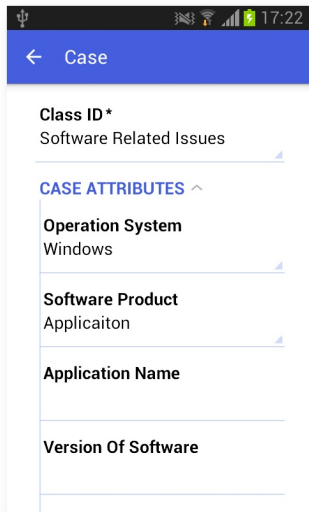 17:22
Case
Class ID*
Software Related Issues
CASE ATTRIBUTES
Operation System
Windows
Software Product
Applicaiton
Application Name
Version Of Software